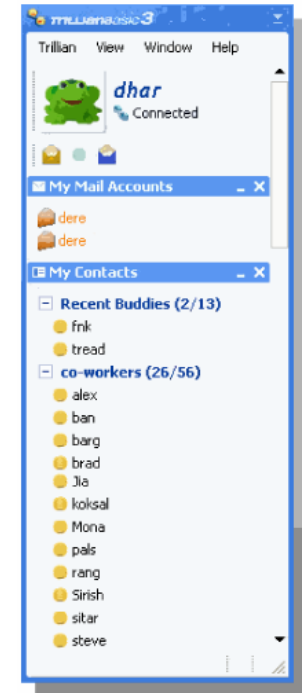 Trillian basic 3
Trillian View Window Help
dhar
Connected
My Mail Accounts
dere
dere
My Contacts
Recent Buddies (2/13)
fnk
tread
co-workers (26/56)
alex
ban
barg
brad
Jia
koksal
Mona
pals
rang
Sirish
sitar
steve